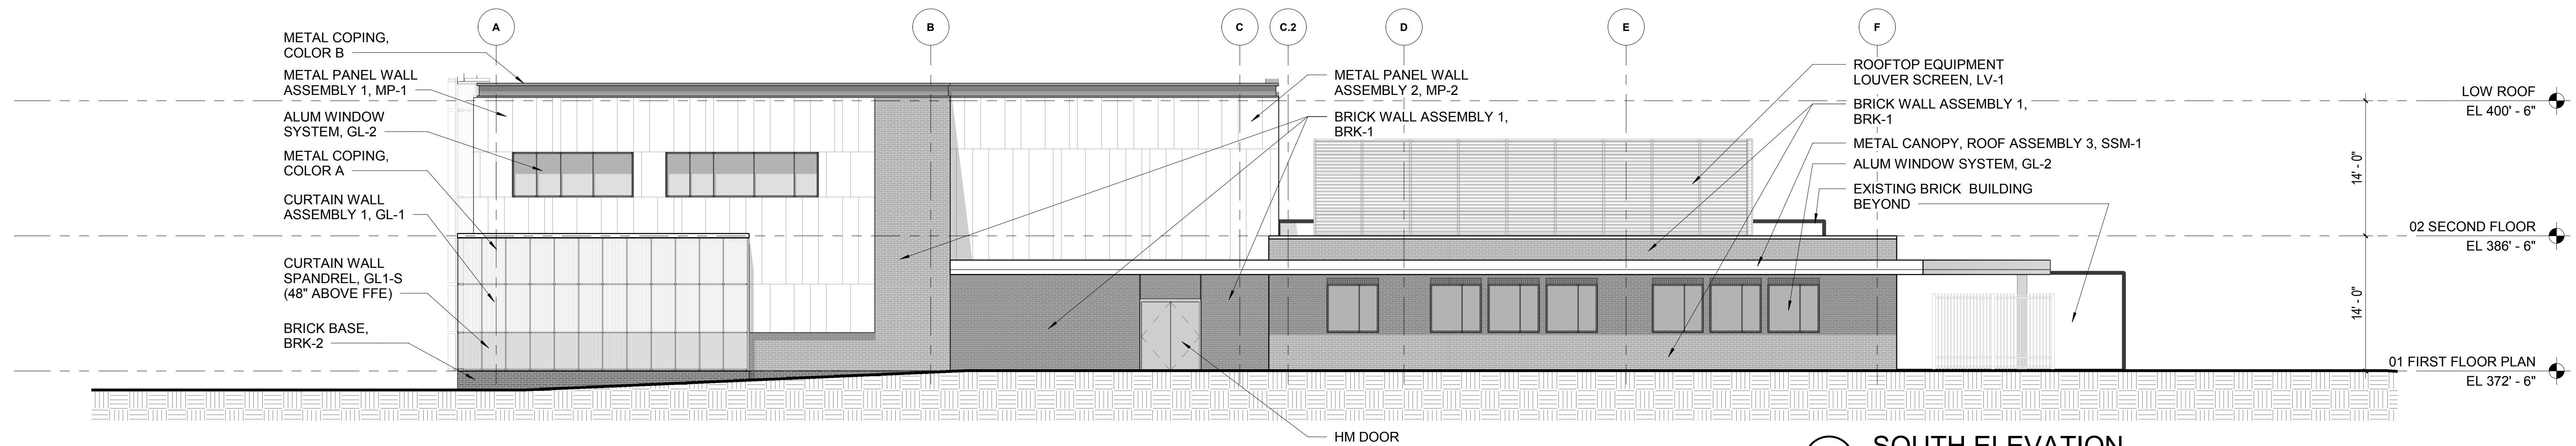 A
B
C
C.2
D
E
F
METAL COPING,
COLOR B
METAL PANEL WALL
ASSEMBLY 1, MP-1
ALUM WINDOW
SYSTEM, GL-2
METAL COPING,
COLOR A
CURTAIN WALL
ASSEMBLY 1, GL-1
CURTAIN WALL
SPANDREL, GL1-S
(48" ABOVE FFE)
BRICK BASE,
BRK-2
METAL PANEL WALL
ASSEMBLY 2, MP-2
BRICK WALL ASSEMBLY 1,
BRK-1
HM DOOR
ROOFTOP EQUIPMENT
LOUVER SCREEN, LV-1
BRICK WALL ASSEMBLY 1,
BRK-1
METAL CANOPY, ROOF ASSEMBLY 3, SSM-1
ALUM WINDOW SYSTEM, GL-2
EXISTING BRICK BUILDING
BEYOND
LOW ROOF
EL 400' - 6"
14' - 0"
02 SECOND FLOOR
EL 386' - 6"
14' - 0"
01 FIRST FLOOR PLAN
EL 372' - 6"
SOUTH ELEVATION